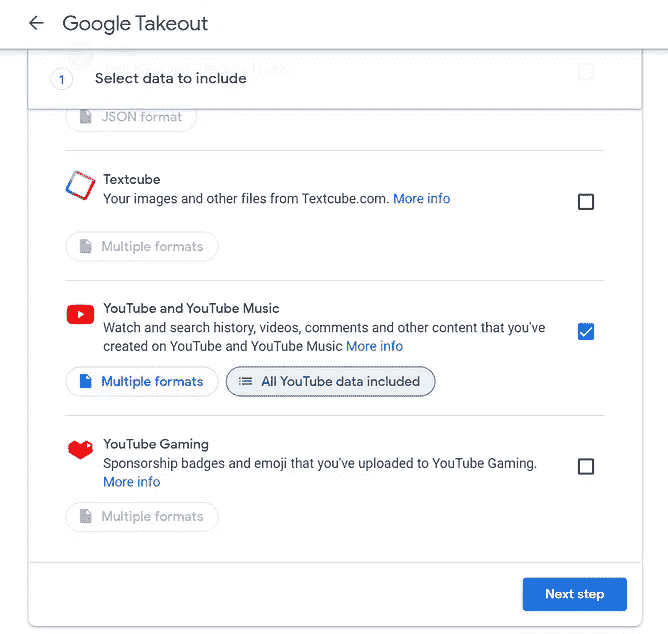 Google Takeout
1 Select data to include
JSON format
Textcube
Your images and other files from Textcube.com. More info
Multiple formats
YouTube and YouTube Music
Watch and search history, videos, comments and other content that you've
created on YouTube and YouTube Music More info
Multiple formats All YouTube data included
YouTube Gaming
Sponsorship badges and emoji that you've uploaded to YouTube Gaming.
More info
Multiple formats
Next step